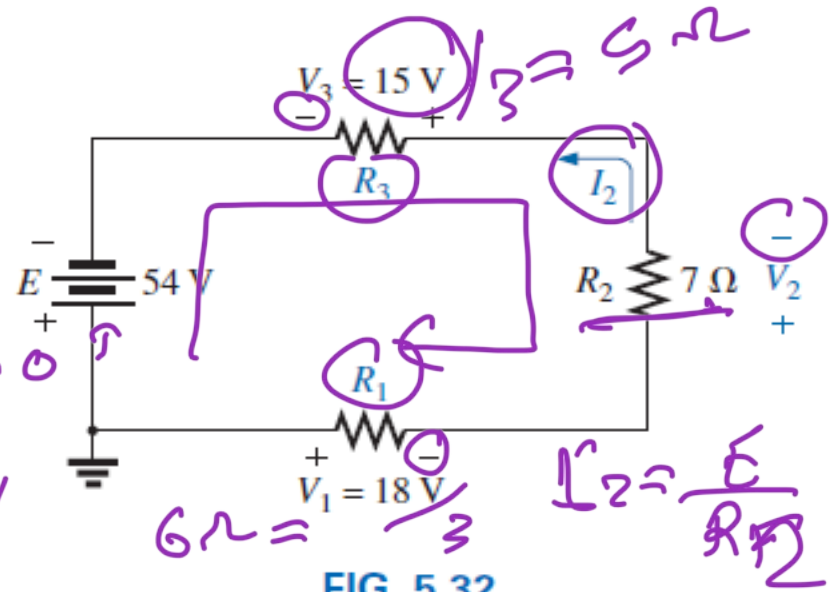 V₃ = 15 V / 3 = 5 Ω
− +
R₃
I₂
−
E 54 V
+
R₂ 7 Ω
−
V₂
+
0
R₁
+ −
V₁ = 18 V / 3
6Ω =
I₂ = E
R
FIG. 5.32